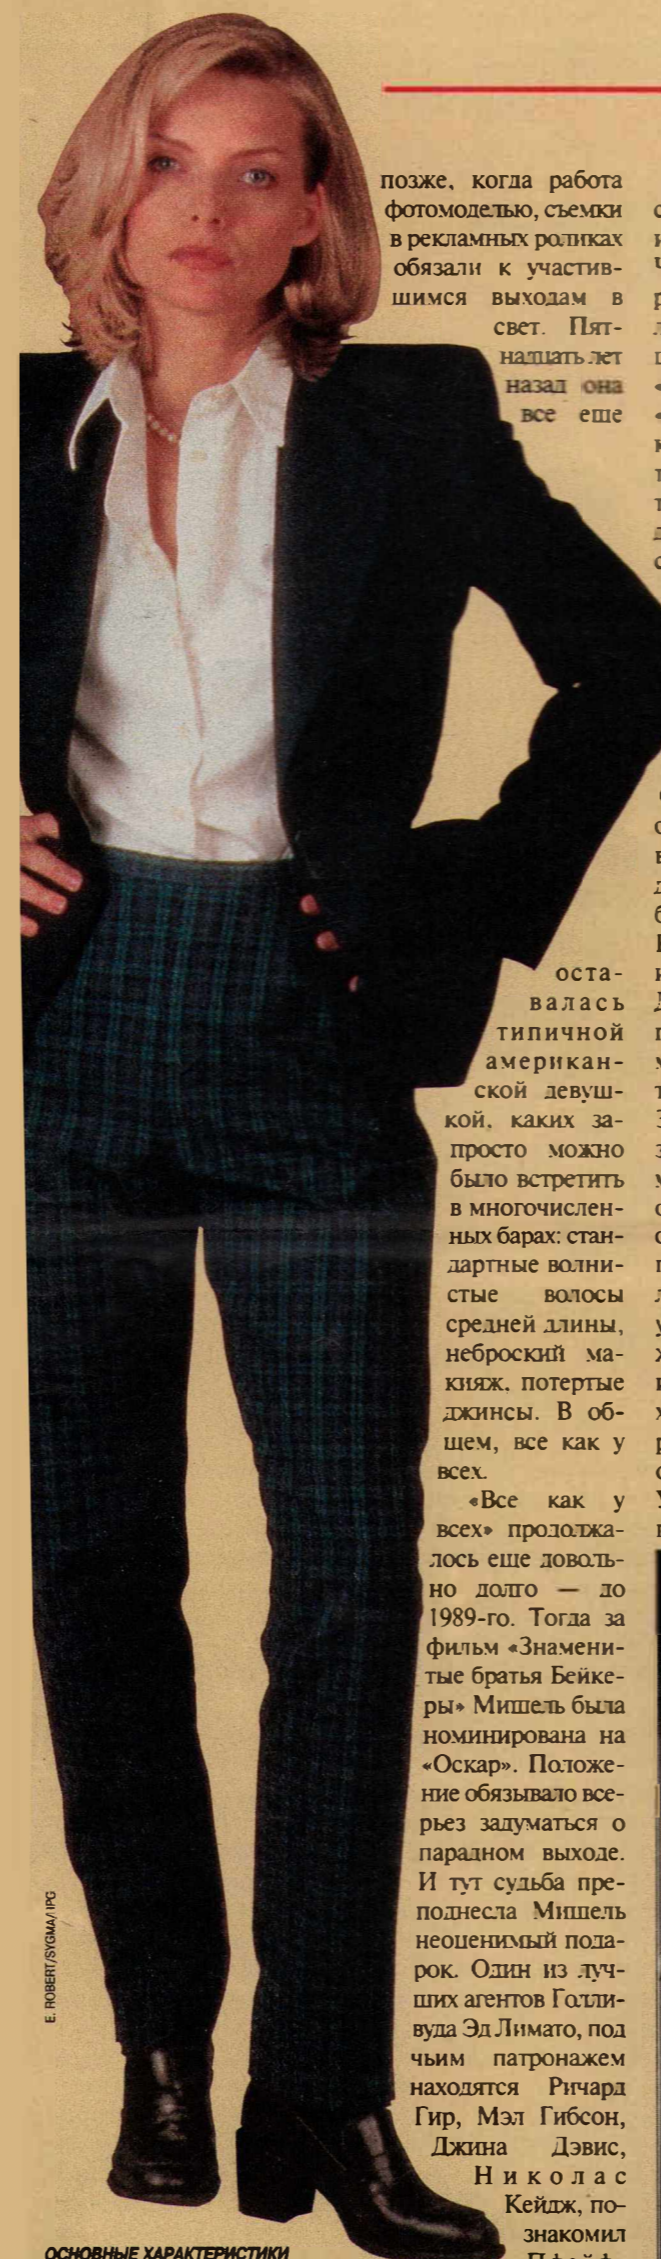 позже, когда работа
фотомоделью, съемки
в рекламных роликах
обязали к участив-
шимся выходам в
свет. Пят-
надцать лет
назад она
все еще
оста-
валась
типичной
американ-
ской девуш-
кой, каких за-
просто можно
было встретить
в многочислен-
ных барах: стан-
дартные волни-
стые волосы
средней длины,
неброский ма-
кияж, потертые
джинсы. В об-
щем, все как у
всех.
«Все как у
всех» продолжа-
лось еще доволь-
но долго — до
1989-го. Тогда за
фильм «Знамени-
тые братья Бейке-
ры» Мишель была
номинирована на
«Оскар». Положе-
ние обязывало все-
рьез задуматься о
парадном выходе.
И тут судьба пре-
поднесла Мишель
неоценимый пода-
рок. Один из луч-
ших агентов Голли-
вуда Эд Лимато, под
чьим патронажем
находятся Ричард
Гир, Мэл Гибсон,
Джина Дэвис,
Николас
Кейдж, по-
знакомил
E. ROBERT/SYGMA/ IPG
ОСНОВНЫЕ ХАРАКТЕРИСТИКИ